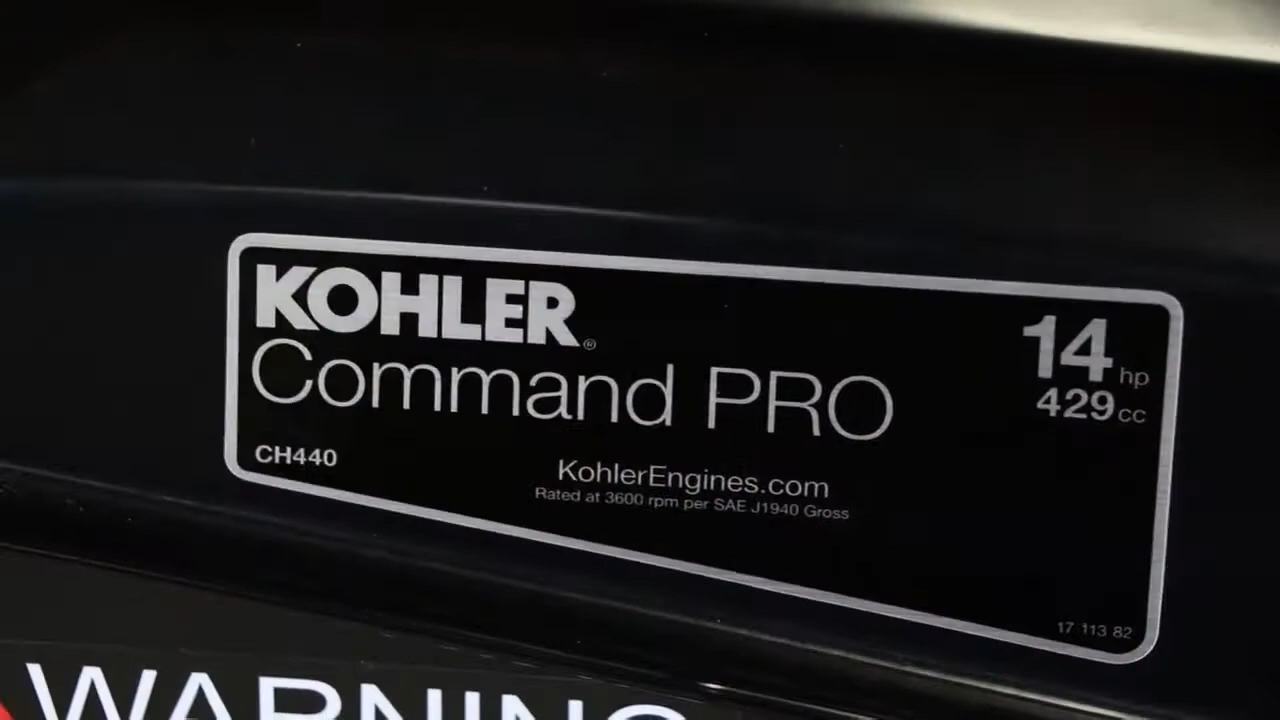 KOHLER®
Command PRO
14 hp
429 cc
CH440
KohlerEngines.com
Rated at 3600 rpm per SAE J1940 Gross
17 113 82
WARNING